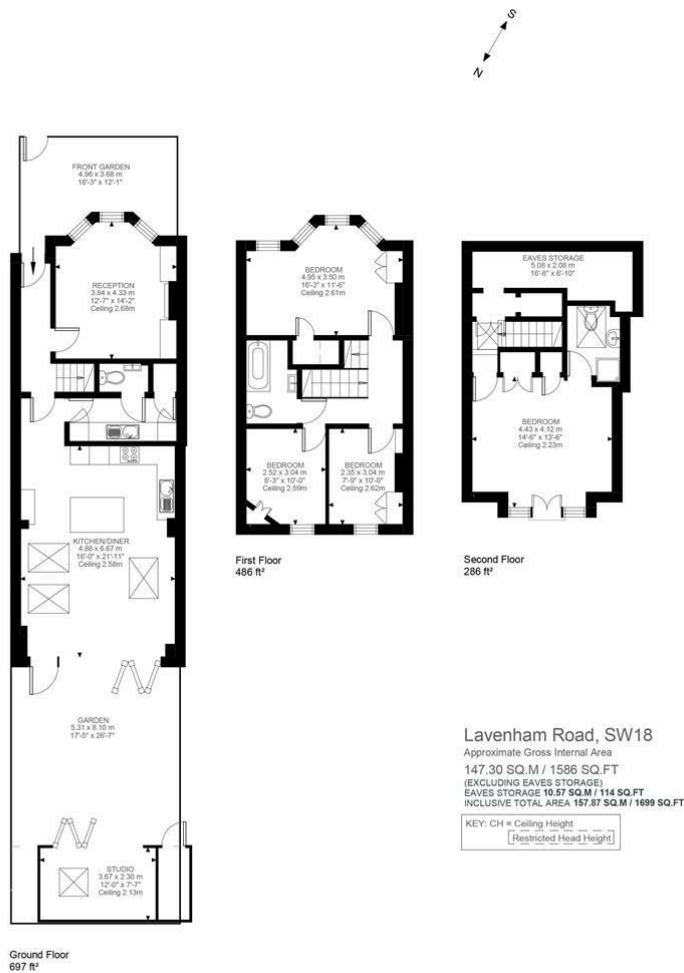 S
N
FRONT GARDEN
4.96 x 3.68 m
16'-3" x 12'-1"
RECEPTION
3.84 x 4.33 m
12'-7" x 14'-2"
Ceiling 2.68m
KITCHEN/DINER
4.88 x 6.67 m
16'-0" x 21'-11"
Ceiling 2.58m
GARDEN
5.31 x 8.10 m
17'-5" x 26'-7"
STUDIO
3.67 x 2.30 m
12'-0" x 7'-7"
Ceiling 2.13m
Ground Floor
697 ft²
BEDROOM
4.95 x 3.50 m
16'-3" x 11'-6"
Ceiling 2.61m
BEDROOM
2.52 x 3.04 m
8'-3" x 10'-0"
Ceiling 2.59m
BEDROOM
2.35 x 3.04 m
7'-9" x 10'-0"
Ceiling 2.62m
First Floor
486 ft²
EAVES STORAGE
5.08 x 2.08 m
16'-8" x 6'-10"
BEDROOM
4.43 x 4.12 m
14'-6" x 13'-6"
Ceiling 2.23m
Second Floor
286 ft²
Lavenham Road, SW18
Approximate Gross Internal Area
147.30 SQ.M / 1586 SQ.FT
(EXCLUDING EAVES STORAGE)
EAVES STORAGE 10.57 SQ.M / 114 SQ.FT
INCLUSIVE TOTAL AREA 157.87 SQ.M / 1699 SQ.FT
KEY: CH = Ceiling Height
Restricted Head Height